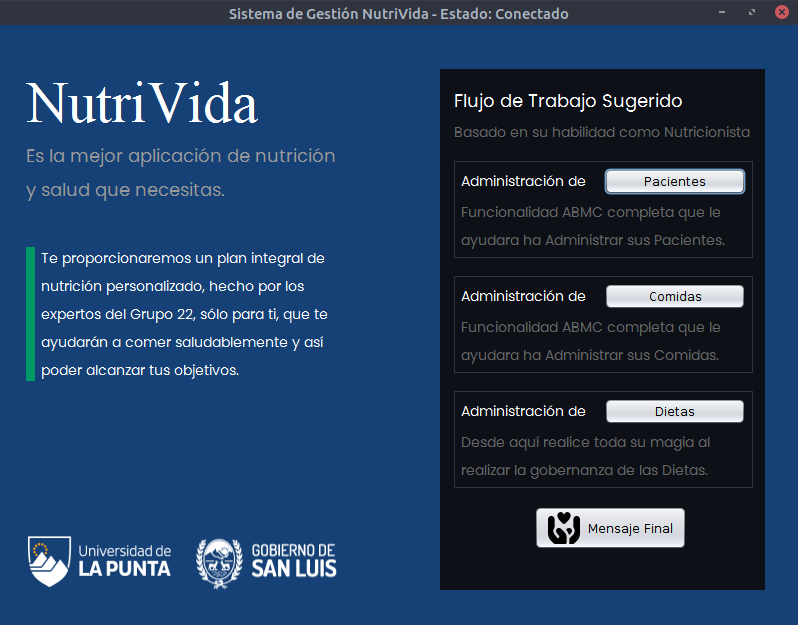 Sistema de Gestión NutriVida - Estado: Conectado
NutriVida
Es la mejor aplicación de nutrición
y salud que necesitas.
Te proporcionaremos un plan integral de
nutrición personalizado, hecho por los
expertos del Grupo 22, sólo para ti, que te
ayudarán a comer saludablemente y así
poder alcanzar tus objetivos.
Universidad de
LA PUNTA
GOBIERNO DE
SAN LUIS
Flujo de Trabajo Sugerido
Basado en su habilidad como Nutricionista
Administración de Pacientes
Funcionalidad ABMC completa que le
ayudara ha Administrar sus Pacientes.
Administración de Comidas
Funcionalidad ABMC completa que le
ayudara ha Administrar sus Comidas.
Administración de Dietas
Desde aquí realice toda su magia al
realizar la gobernanza de las Dietas.
Mensaje Final